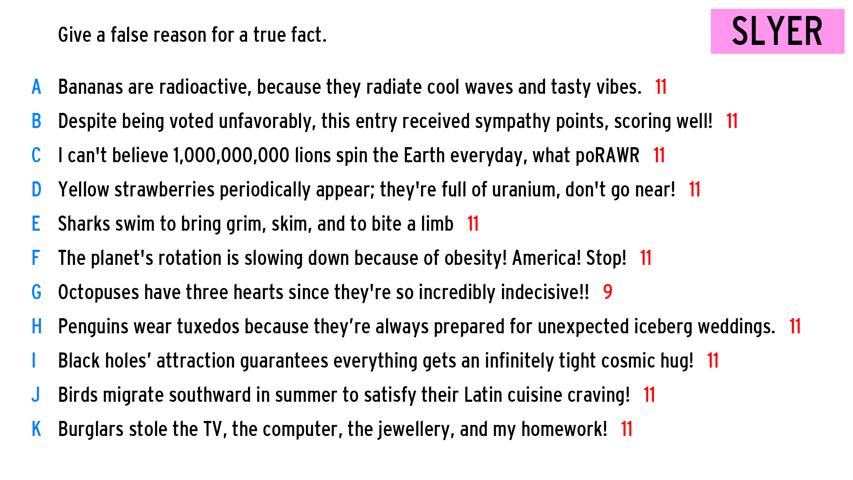 Give a false reason for a true fact.
SLYER
A Bananas are radioactive, because they radiate cool waves and tasty vibes. 11
B Despite being voted unfavorably, this entry received sympathy points, scoring well! 11
C I can't believe 1,000,000,000 lions spin the Earth everyday, what poRAWR 11
D Yellow strawberries periodically appear; they're full of uranium, don't go near! 11
E Sharks swim to bring grim, skim, and to bite a limb 11
F The planet's rotation is slowing down because of obesity! America! Stop! 11
G Octopuses have three hearts since they're so incredibly indecisive!! 9
H Penguins wear tuxedos because they’re always prepared for unexpected iceberg weddings. 11
I Black holes’ attraction guarantees everything gets an infinitely tight cosmic hug! 11
J Birds migrate southward in summer to satisfy their Latin cuisine craving! 11
K Burglars stole the TV, the computer, the jewellery, and my homework! 11